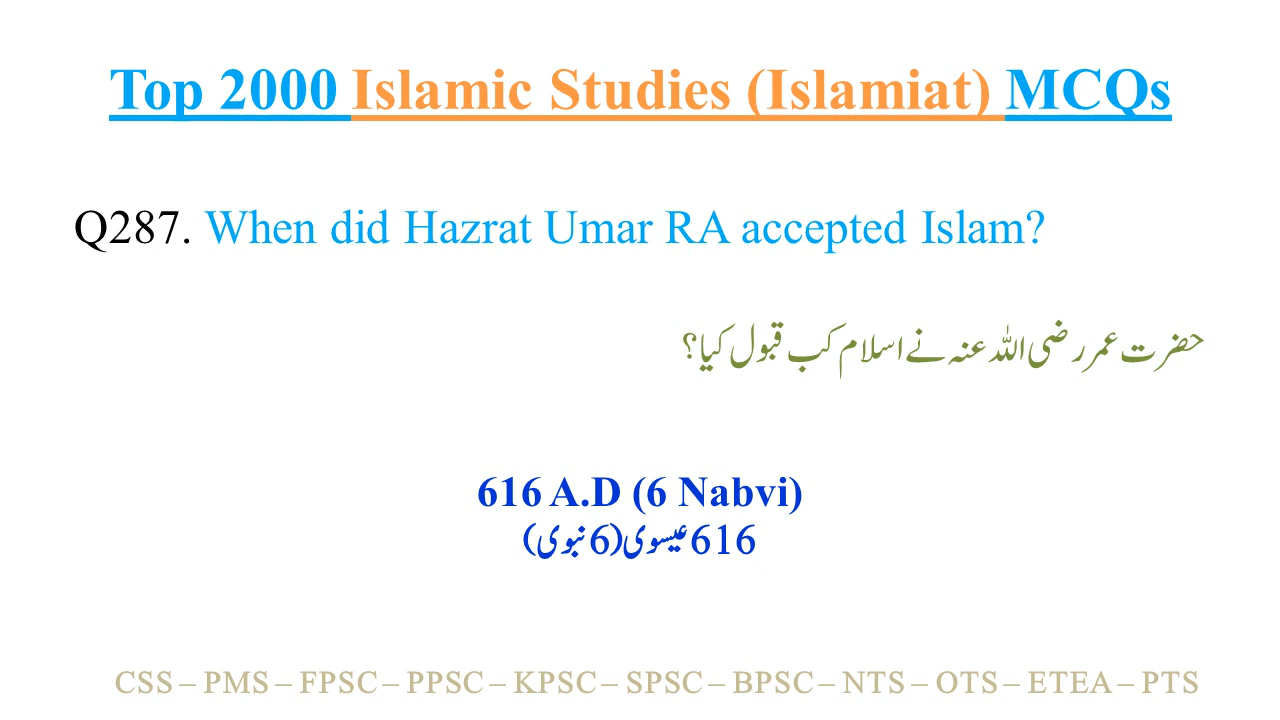 Top 2000 Islamic Studies (Islamiat) MCQs
Q287. When did Hazrat Umar RA accepted Islam?
حضرت عمر رضی اللہ عنہ نے اسلام کب قبول کیا؟
616 A.D (6 Nabvi)
616 عیسوی (6 نبوی)
CSS – PMS – FPSC – PPSC – KPSC – SPSC – BPSC – NTS – OTS – ETEA – PTS